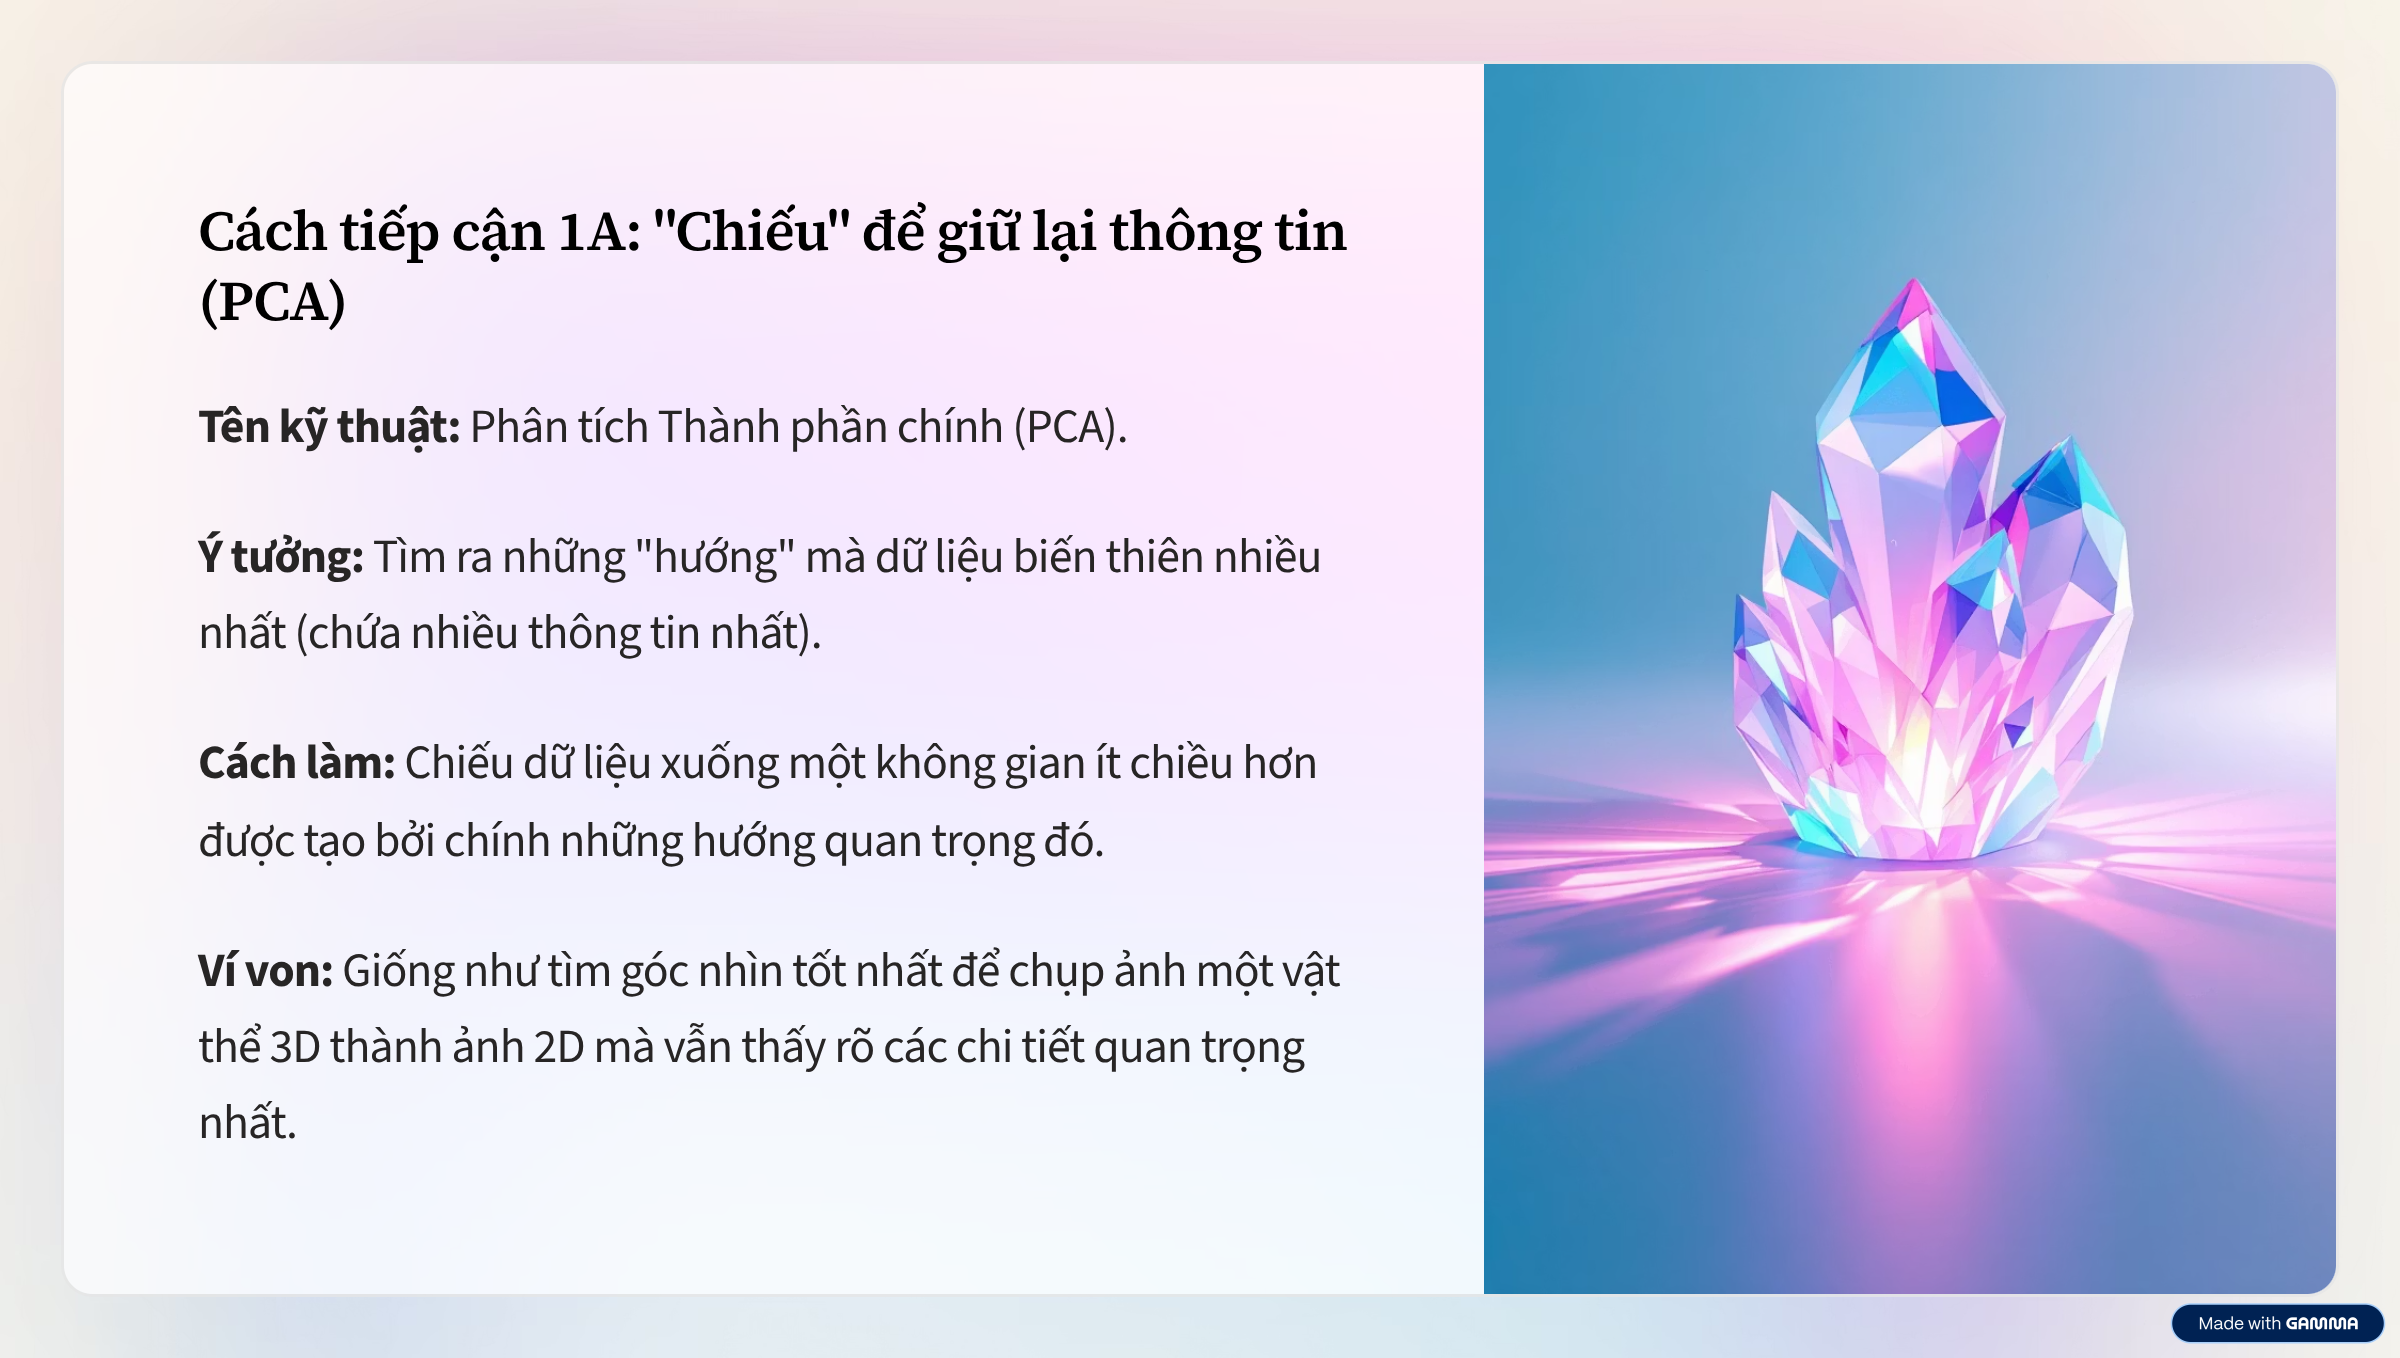 Cách tiếp cận 1A: "Chiếu" để giữ lại thông tin
(PCA)
Tên kỹ thuật: Phân tích Thành phần chính (PCA).
Ý tưởng: Tìm ra những "hướng" mà dữ liệu biến thiên nhiều
nhất (chứa nhiều thông tin nhất).
Cách làm: Chiếu dữ liệu xuống một không gian ít chiều hơn
được tạo bởi chính những hướng quan trọng đó.
Ví von: Giống như tìm góc nhìn tốt nhất để chụp ảnh một vật
thể 3D thành ảnh 2D mà vẫn thấy rõ các chi tiết quan trọng
nhất.
Made with GAMMA